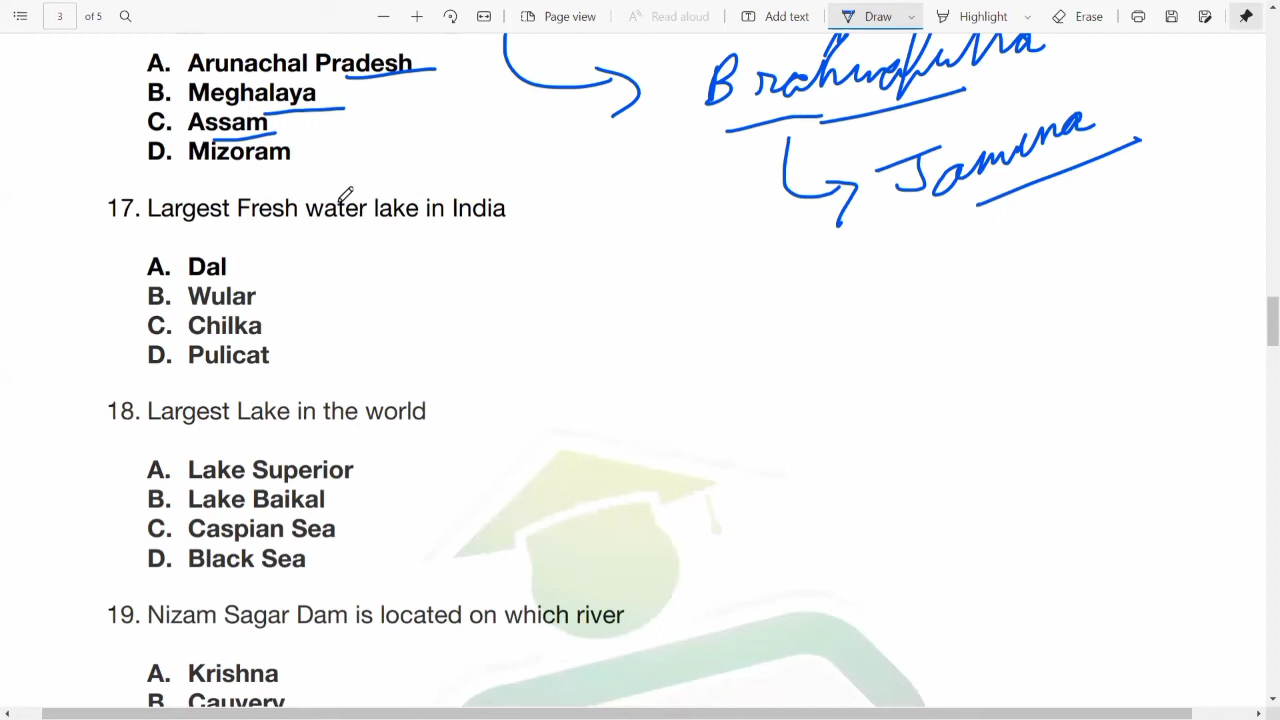 3 of 5 Page view Read aloud Add text Draw Highlight Erase
A. Arunachal Pradesh
B. Meghalaya
C. Assam
D. Mizoram
Brahmaputra
Jamuna
17. Largest Fresh water lake in India
A. Dal
B. Wular
C. Chilka
D. Pulicat
18. Largest Lake in the world
A. Lake Superior
B. Lake Baikal
C. Caspian Sea
D. Black Sea
19. Nizam Sagar Dam is located on which river
A. Krishna
B. Cauvery